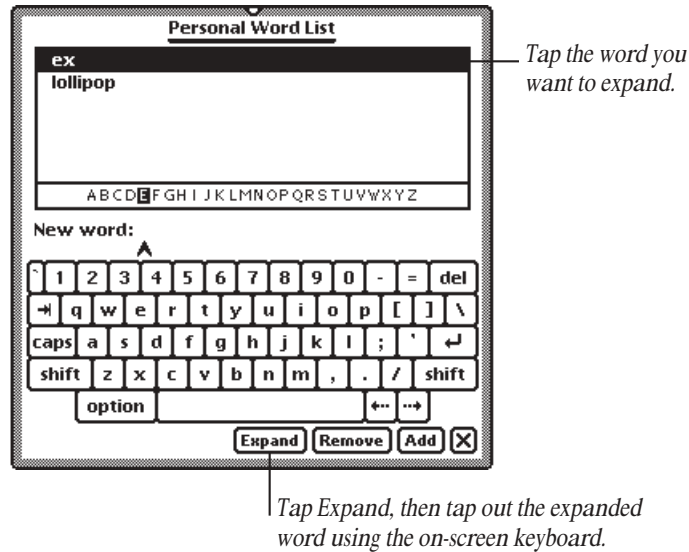 Personal Word List
ex
lollipop
Tap the word you
want to expand.
A B C D E F G H I J K L M N O P Q R S T U V W X Y Z
New word:
` 1 2 3 4 5 6 7 8 9 0 - = del
⇥ q w e r t y u i o p [ ] \
caps a s d f g h j k l ; ' ↵
shift z x c v b n m , . / shift
option ← →
Expand Remove Add X
Tap Expand, then tap out the expanded
word using the on-screen keyboard.